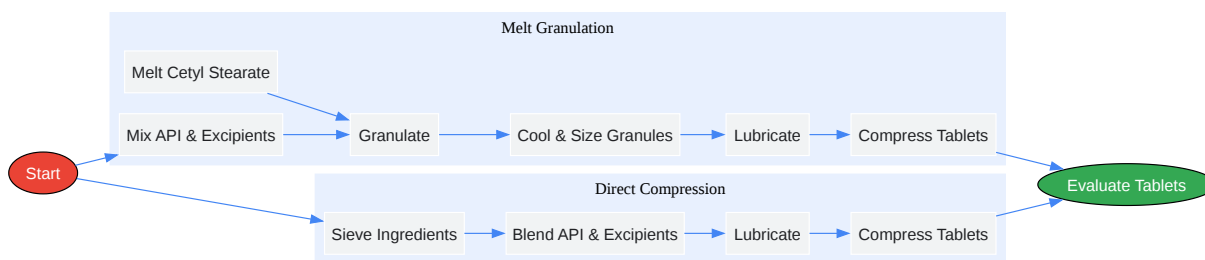 Melt Granulation
Melt Cetyl Stearate
Mix API & Excipients
Granulate
Cool & Size Granules
Lubricate
Compress Tablets
Start
Evaluate Tablets
Direct Compression
Sieve Ingredients
Blend API & Excipients
Lubricate
Compress Tablets